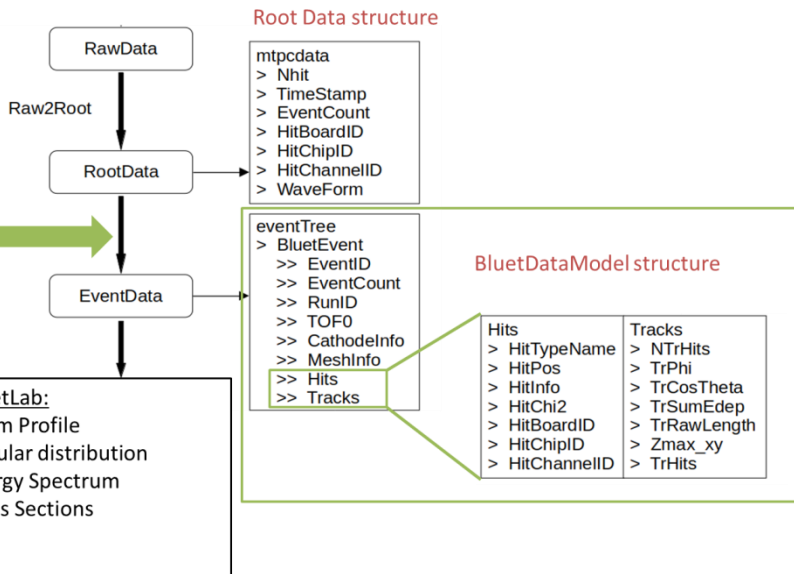 Root Data structure
RawData
Raw2Root
RootData
EventData
mtpcdata
> Nhit
> TimeStamp
> EventCount
> HitBoardID
> HitChipID
> HitChannelID
> WaveForm
eventTree
> BluetEvent
>> EventID
>> EventCount
>> RunID
>> TOF0
>> CathodeInfo
>> MeshInfo
>> Hits
>> Tracks
BluetDataModel structure
Hits
> HitTypeName
> HitPos
> HitInfo
> HitChi2
> HitBoardID
> HitChipID
> HitChannelID
Tracks
> NTrHits
> TrPhi
> TrCosTheta
> TrSumEdep
> TrRawLength
> Zmax_xy
> TrHits
etLab:
m Profile
ular distribution
rgy Spectrum
s Sections